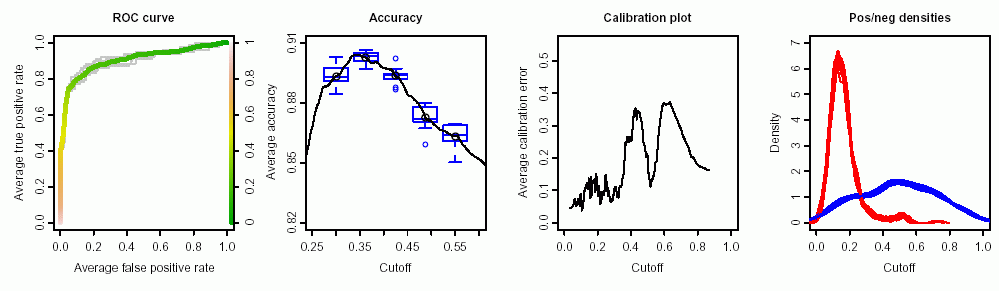 ROC curve
Average true positive rate
0.0 0.2 0.4 0.6 0.8 1.0
0 0.2 0.4 0.6 0.8 1
0.0 0.2 0.4 0.6 0.8 1.0
Average false positive rate
Accuracy
Average accuracy
0.82 0.85 0.88 0.91
0.25 0.35 0.45 0.55
Cutoff
Calibration plot
Average calibration error
0.0 0.1 0.2 0.3 0.4 0.5
0.0 0.2 0.4 0.6 0.8 1.0
Cutoff
Pos/neg densities
Density
0 1 2 3 4 5 6 7
0.0 0.2 0.4 0.6 0.8 1.0
Cutoff